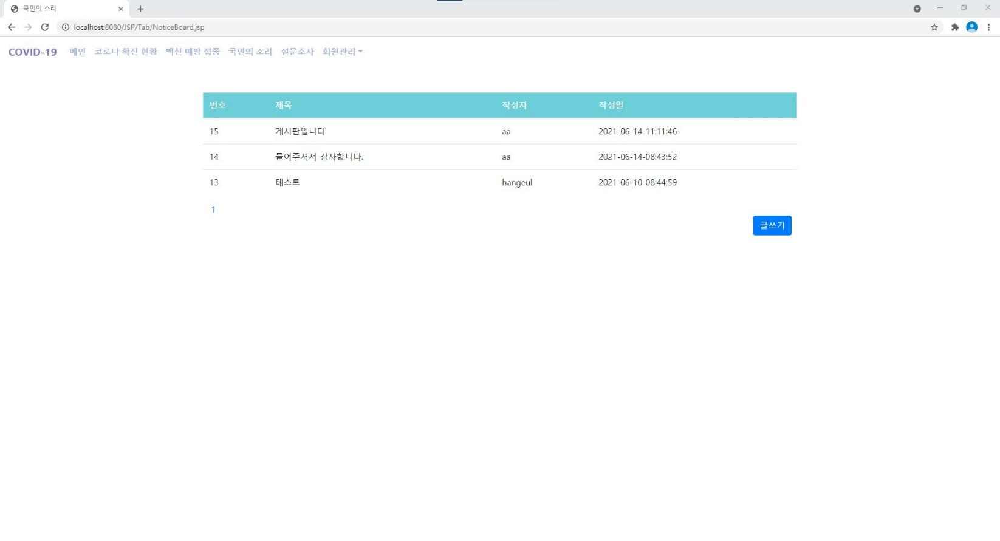 국민의 소리
localhost:8080/JSP/Tab/NoticeBoard.jsp
COVID-19 메인 코로나 확진 현황 백신 예방 접종 국민의 소리 설문조사 회원관리
번호 제목 작성자 작성일
15 게시판입니다 aa 2021-06-14-11:11:46
14 들어주셔서 감사합니다. aa 2021-06-14-08:43:52
13 테스트 hangeul 2021-06-10-08:44:59
1
글쓰기